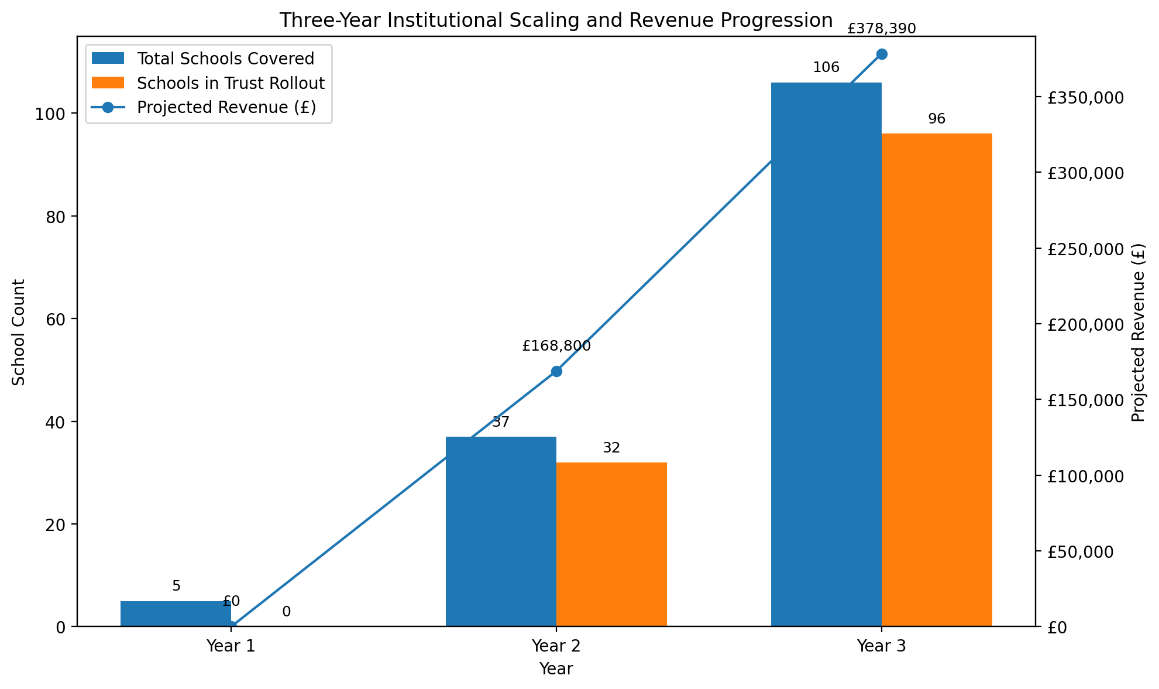 Three-Year Institutional Scaling and Revenue Progression
Total Schools Covered
Schools in Trust Rollout
Projected Revenue (£)
School Count
100
80
60
40
20
0
£350,000
£300,000
£250,000
£200,000
£150,000
£100,000
£50,000
£0
Projected Revenue (£)
5
£0
0
37
£168,800
32
106
£378,390
96
Year 1
Year 2
Year 3
Year